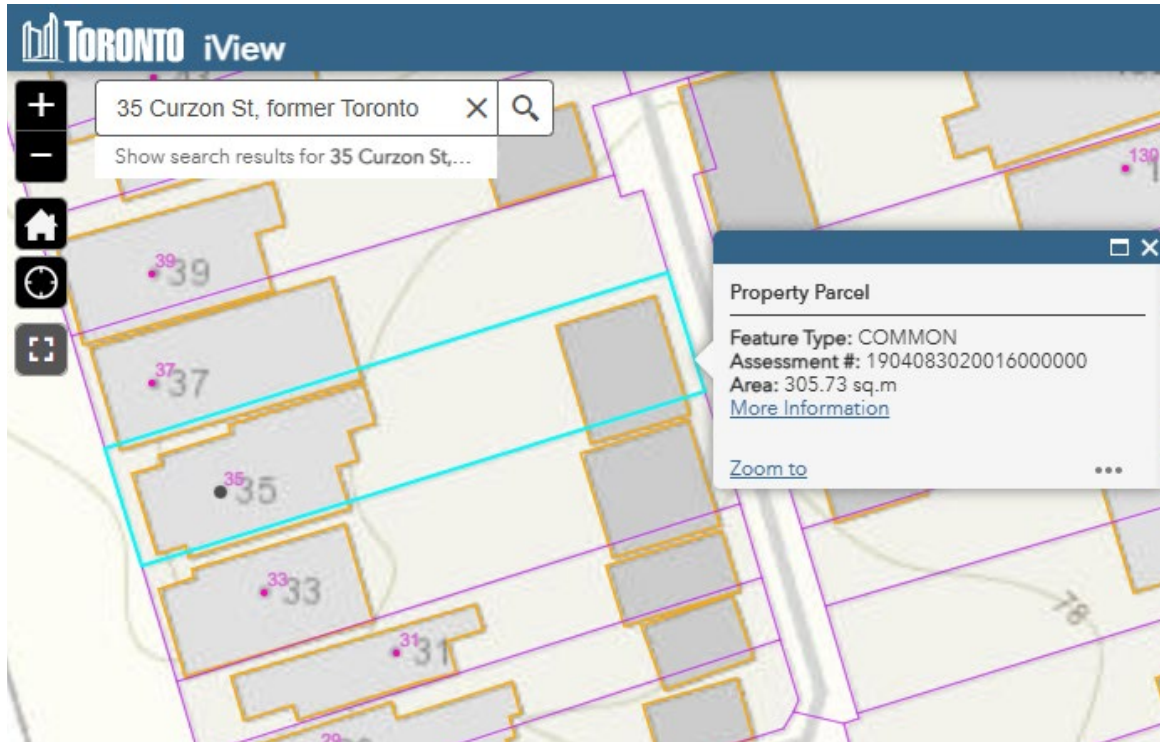 TORONTO iView
+
35 Curzon St, former Toronto
−
Show search results for 35 Curzon St,...
39 39
37 37
35 35
33 33
31 31
29
78
Property Parcel
Feature Type: COMMON
Assessment #: 1904083020016000000
Area: 305.73 sq.m
More Information
Zoom to